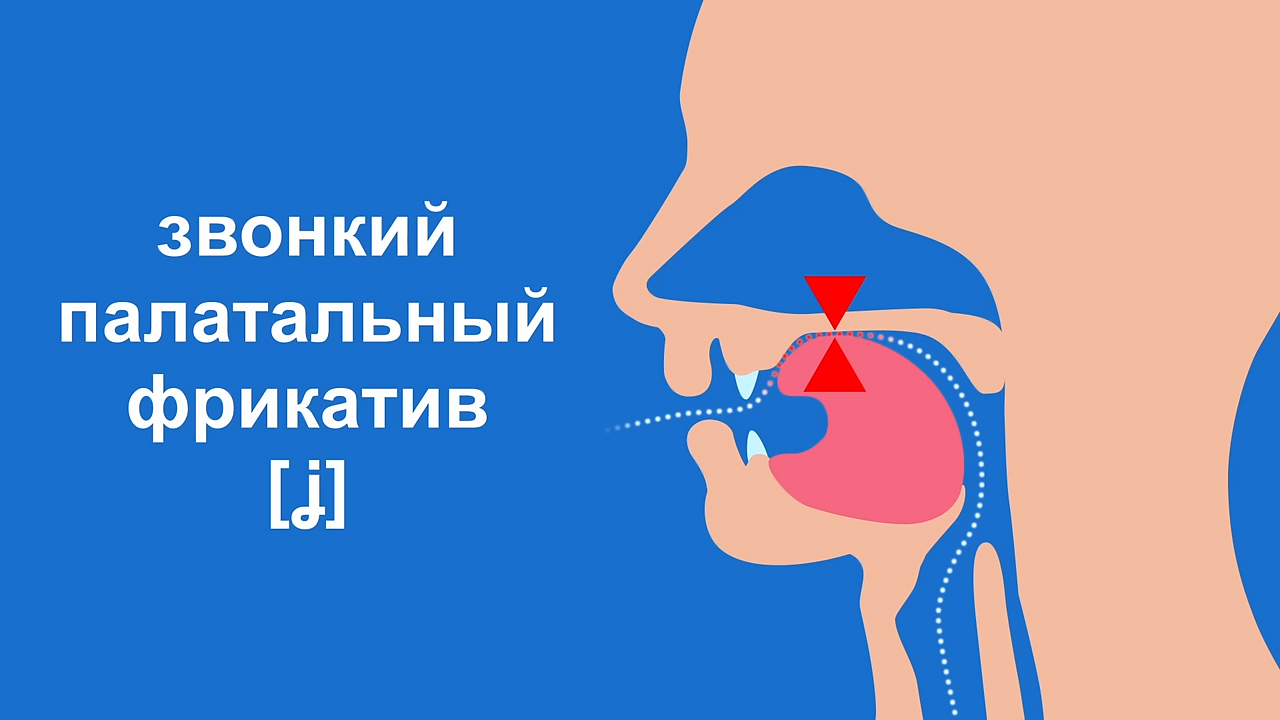 звонкий
палатальный
фрикатив
[ʝ]